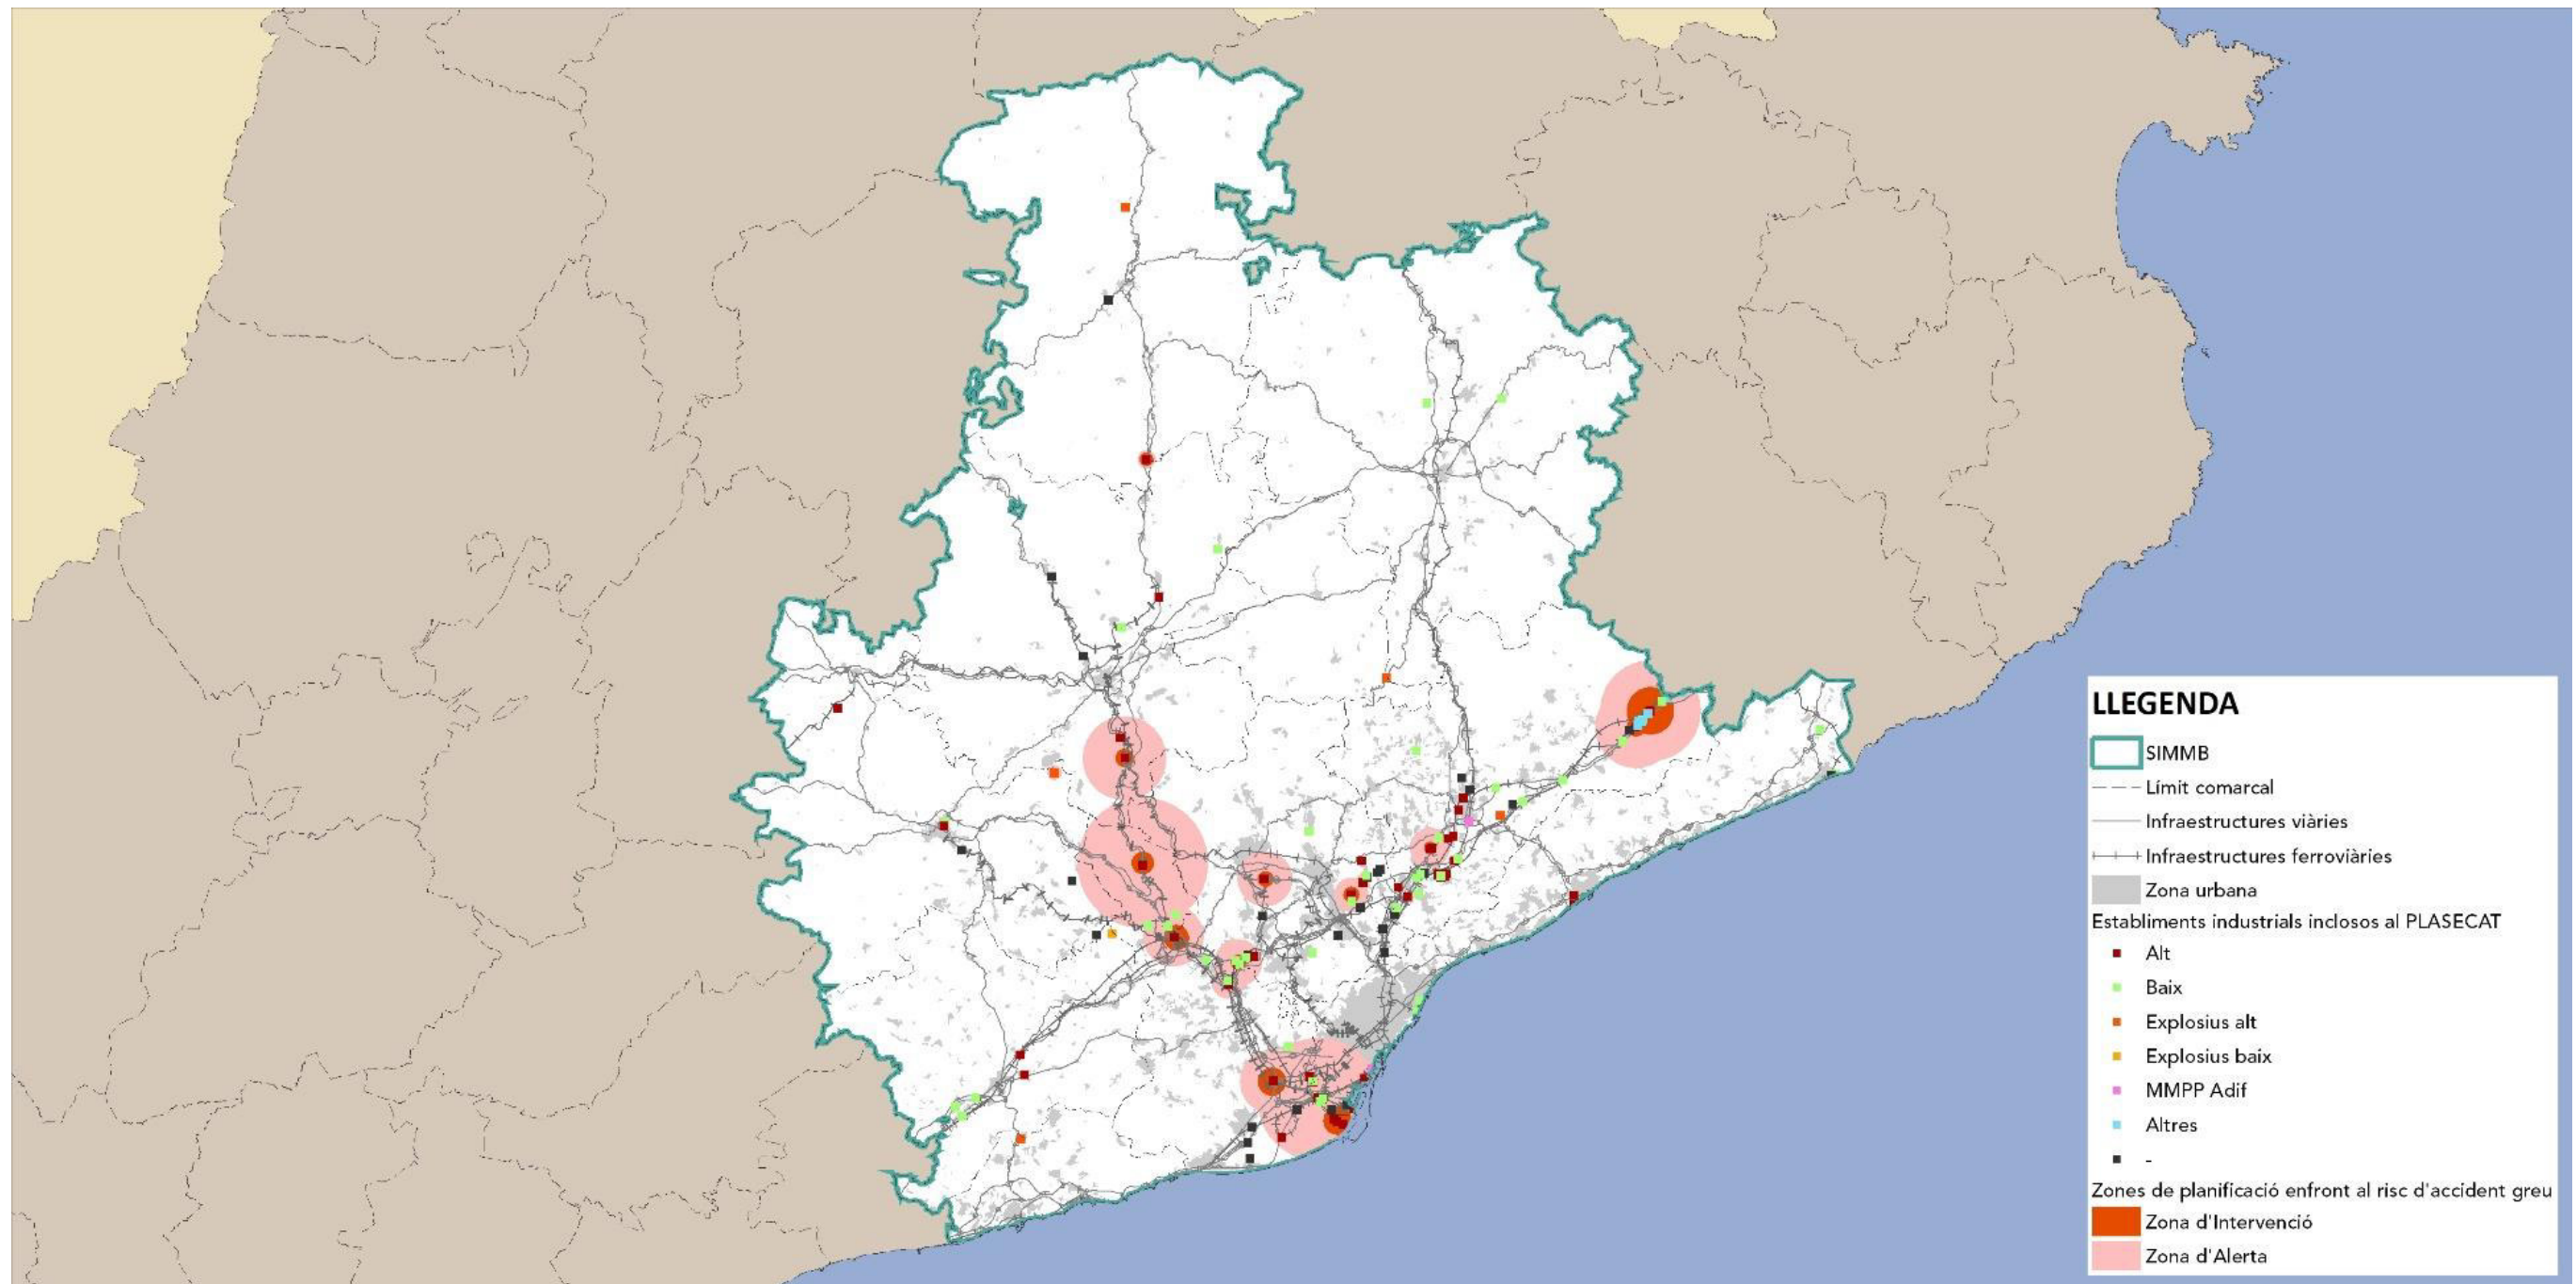 LLEGENDA
SIMMB
Límit comarcal
Infraestructures viàries
Infraestructures ferroviàries
Zona urbana
Establiments industrials inclosos al PLASECAT
Alt
Baix
Explosius alt
Explosius baix
MMPP Adif
Altres
-
Zones de planificació enfront al risc d'accident greu
Zona d'Intervenció
Zona d'Alerta